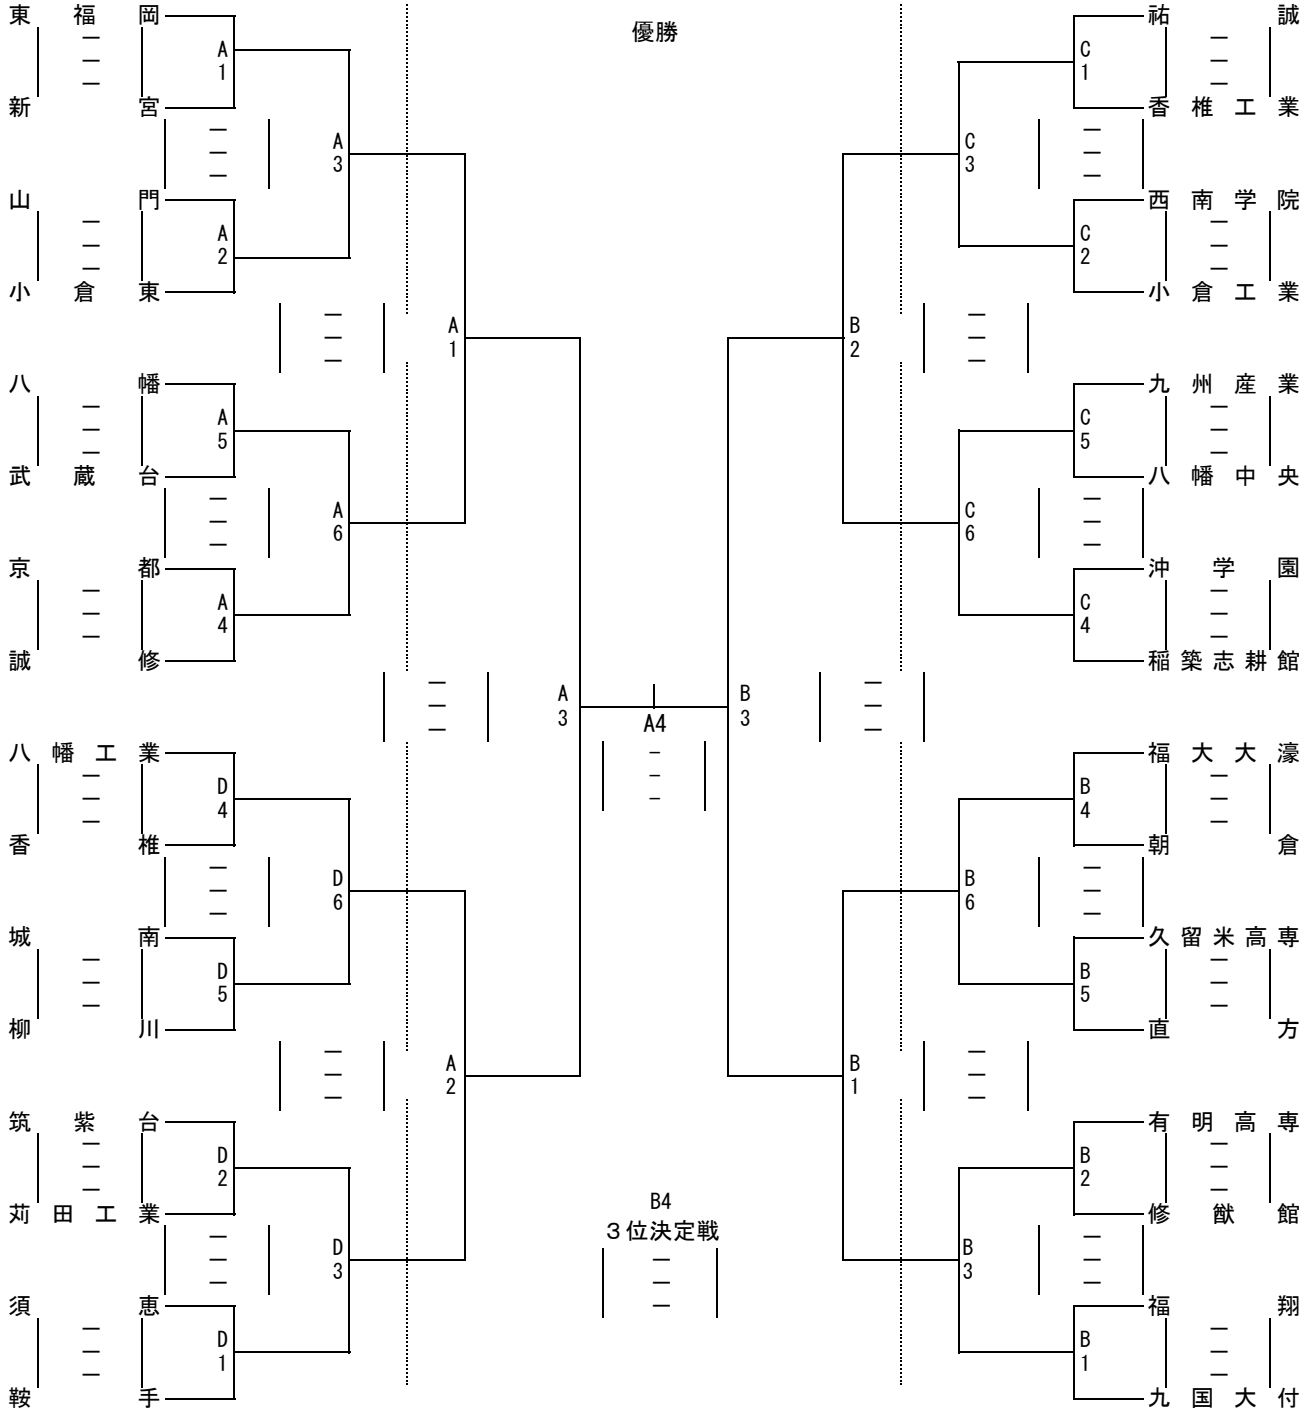 優勝
東福岡
A
1
新宮
A
3
山門
A
2
小倉東
A
1
八幡
A
5
武蔵台
A
6
京都
A
4
誠修
A
3
八幡工業
D
4
香椎
D
6
城南
D
5
柳川
A
2
筑紫台
D
2
苅田工業
D
3
須恵
D
1
鞍手
A4
B4
3位決定戦
祐誠
C
1
香椎工業
C
3
西南学院
C
2
小倉工業
B
2
九州産業
C
5
八幡中央
C
6
沖学園
C
4
稲築志耕館
B
3
福大大濠
B
4
朝倉
B
6
久留米高専
B
5
直方
B
1
有明高専
B
2
修猷館
B
3
福翔
B
1
九国大付